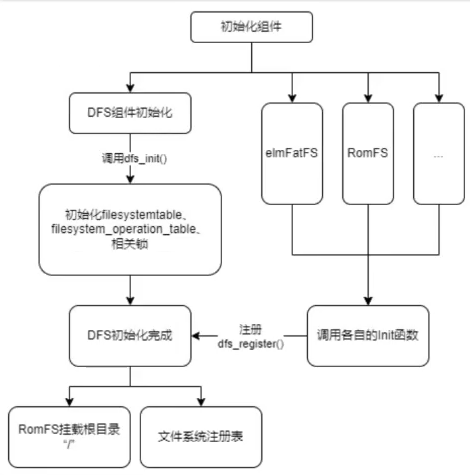 初始化组件
DFS组件初始化
elmFatFS
RomFS
...
调用dfs_init()
初始化filesystemtable、
filesystem_operation_table、
相关锁
DFS初始化完成
注册
dfs_register()
调用各自的Init函数
RomFS挂载根目录
“/”
文件系统注册表